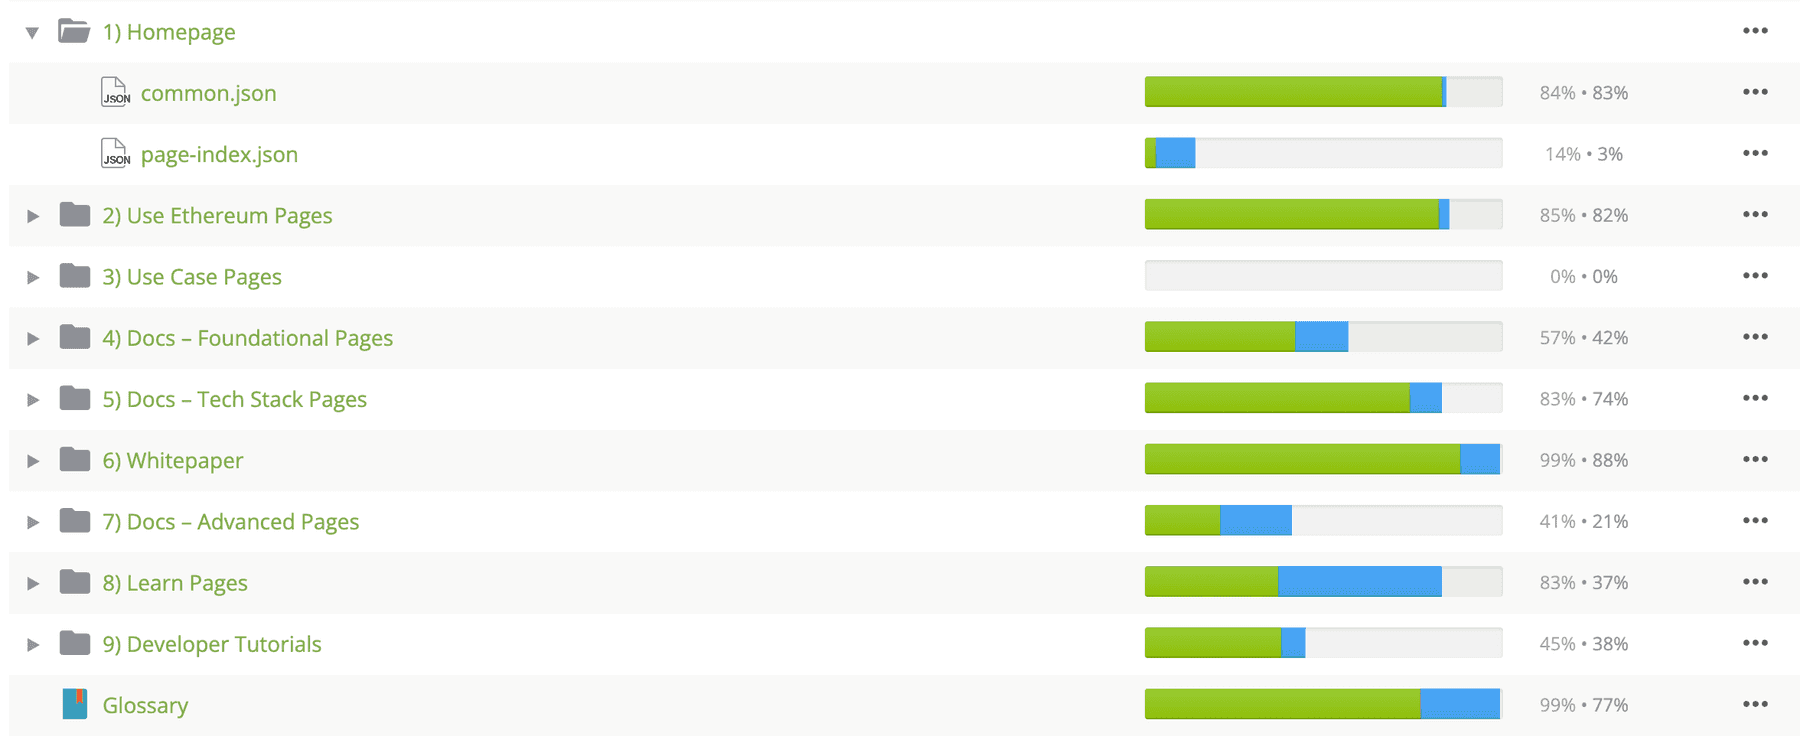 1) Homepage
JSON common.json 84% • 83%
JSON page-index.json 14% • 3%
2) Use Ethereum Pages 85% • 82%
3) Use Case Pages 0% • 0%
4) Docs – Foundational Pages 57% • 42%
5) Docs – Tech Stack Pages 83% • 74%
6) Whitepaper 99% • 88%
7) Docs – Advanced Pages 41% • 21%
8) Learn Pages 83% • 37%
9) Developer Tutorials 45% • 38%
Glossary 99% • 77%